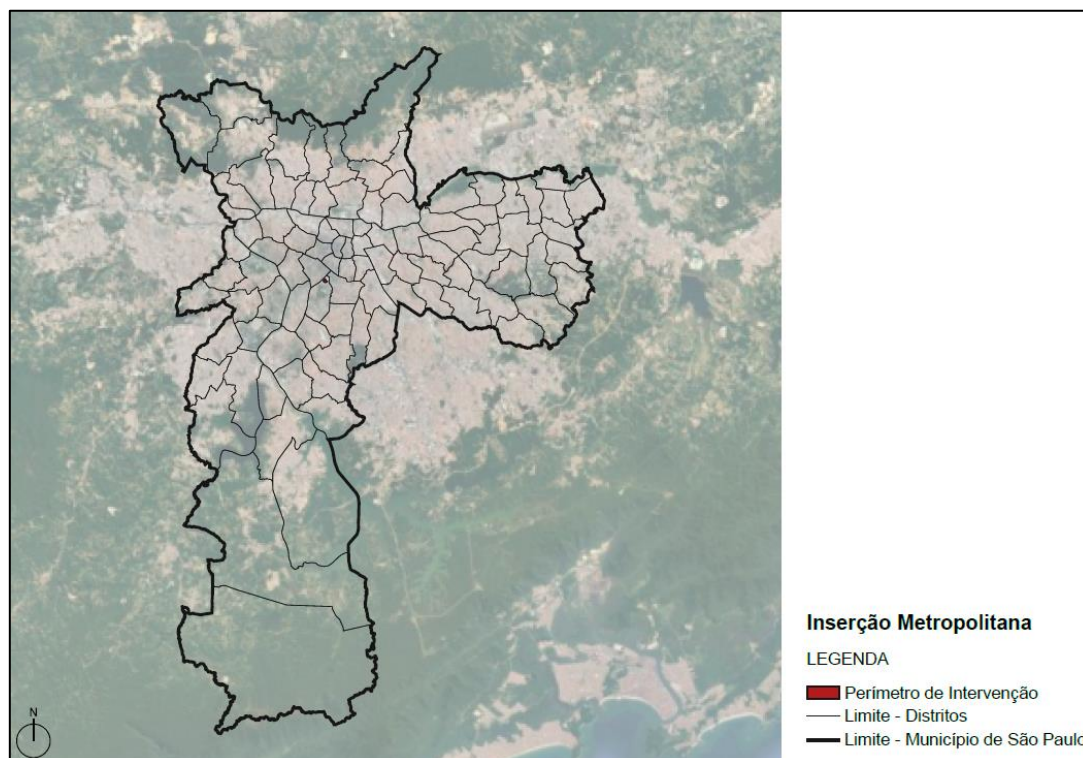 Inserção Metropolitana
LEGENDA
Perímetro de Intervenção
Limite - Distritos
Limite - Município de São Paulo
N